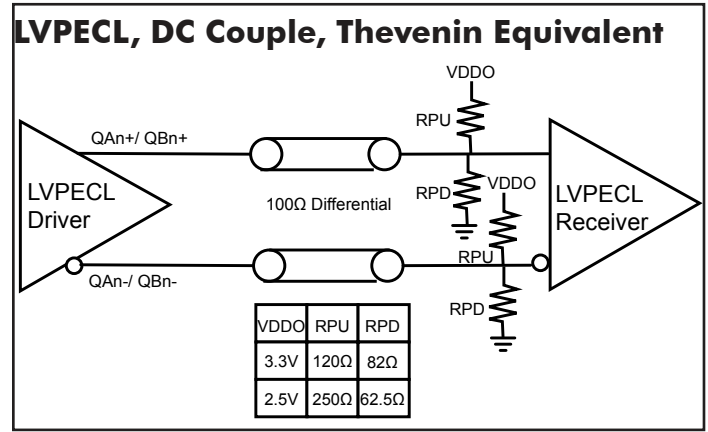 LVPECL, DC Couple, Thevenin Equivalent
VDDO
RPU
QAn+/ QBn+
LVPECL
Driver
100Ω Differential
RPD
VDDO
LVPECL
Receiver
RPU
QAn-/ QBn-
RPD
VDDO RPU RPD
3.3V 120Ω 82Ω
2.5V 250Ω 62.5Ω